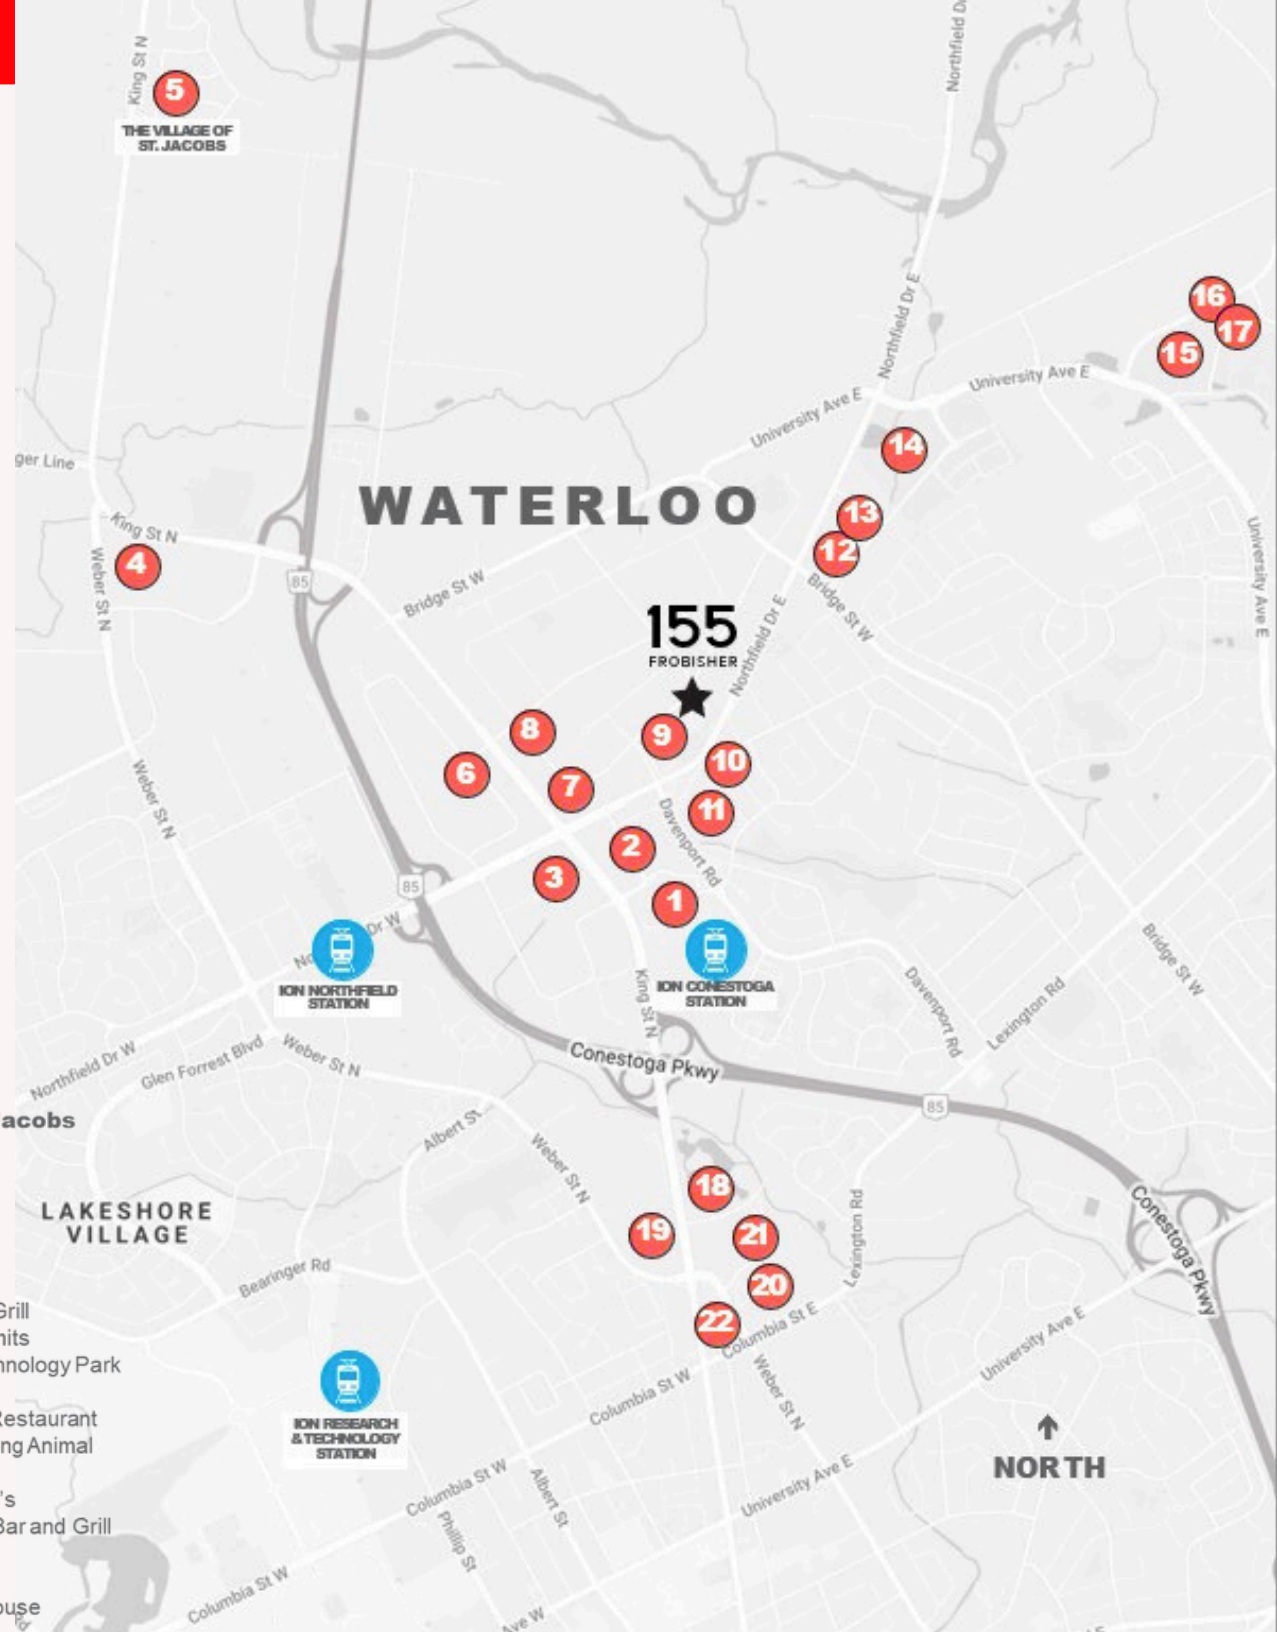 King St N
5
THE VILLAGE OF
ST. JACOBS
Northfield D
Northfield Dr E
16
17
15
University Ave E
University Ave E
14
ger Line
WATERLOO
13
12
King St N
4
Weber St N
85
Bridge St W
Bridge St W
University Ave E
155
FROBISHER
Northfield Dr E
8
9
6
7
10
11
Weber St N
Davenport Rd
2
3
1
85
Dr W
No
ION NORTHFIELD
STATION
ION CONESTOGA
STATION
King St N
Davenport Rd
Lexington Rd
Bridge St W
Northfield Dr W
Glen Forrest Blvd
Weber St N
Conestoga Pkwy
85
acobs
Albert St
Weber St N
18
LAKESHORE
VILLAGE
19
21
20
22
Lexington Rd
Conestoga Pkwy
Bearinger Rd
Grill
nits
hnology Park
Restaurant
ng Animal
's
Bar and Grill
ouse
Rd
Columbia St E
University Ave E
ION RESEARCH
& TECHNOLOGY
STATION
Columbia St W
Weber St N
NORTH
Columbia St W
Albert St
University Ave E
Phillip St
Columbia St W
Ave W